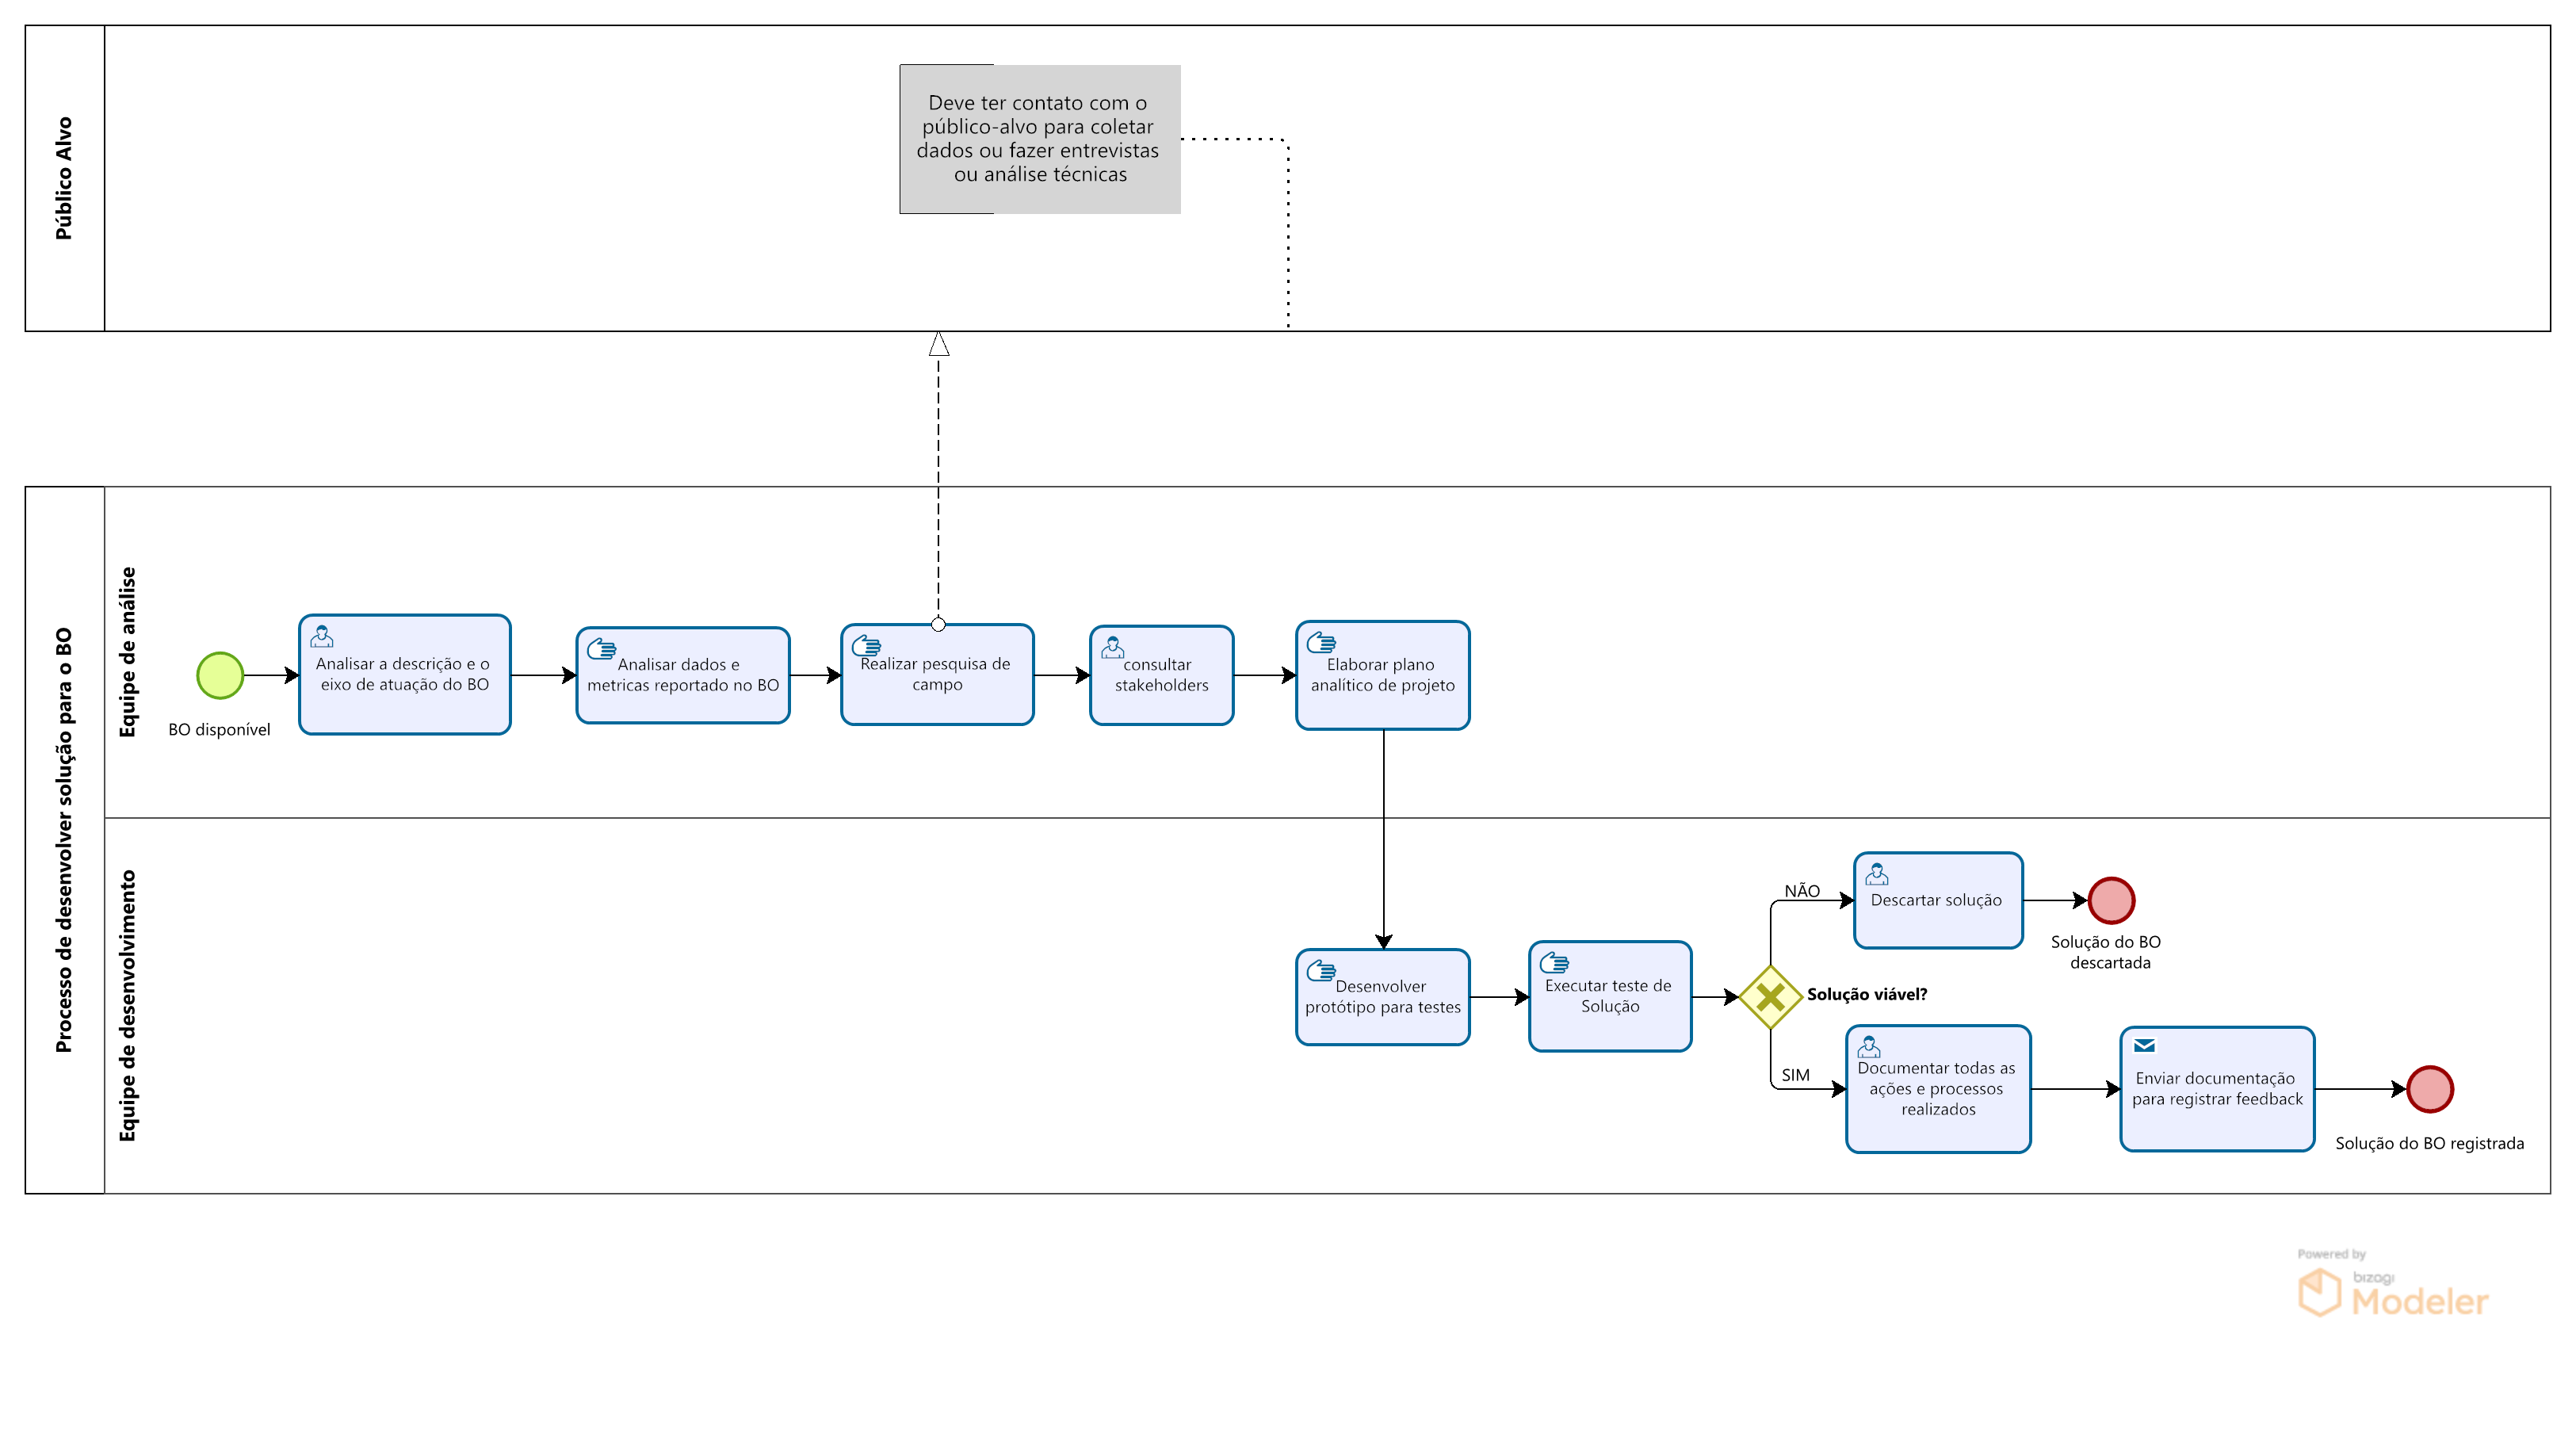 Público Alvo
Deve ter contato com o
público-alvo para coletar
dados ou fazer entrevistas
ou análise técnicas
Processo de desenvolver solução para o BO
Equipe de análise
BO disponível
Analisar a descrição e o
eixo de atuação do BO
Analisar dados e
metricas reportado no BO
Realizar pesquisa de
campo
consultar
stakeholders
Elaborar plano
analítico de projeto
Equipe de desenvolvimento
Desenvolver
protótipo para testes
Executar teste de
Solução
Solução viável?
NÃO
Descartar solução
Solução do BO
descartada
SIM
Documentar todas as
ações e processos
realizados
Enviar documentação
para registrar feedback
Solução do BO registrada
Powered by
bizagi
Modeler